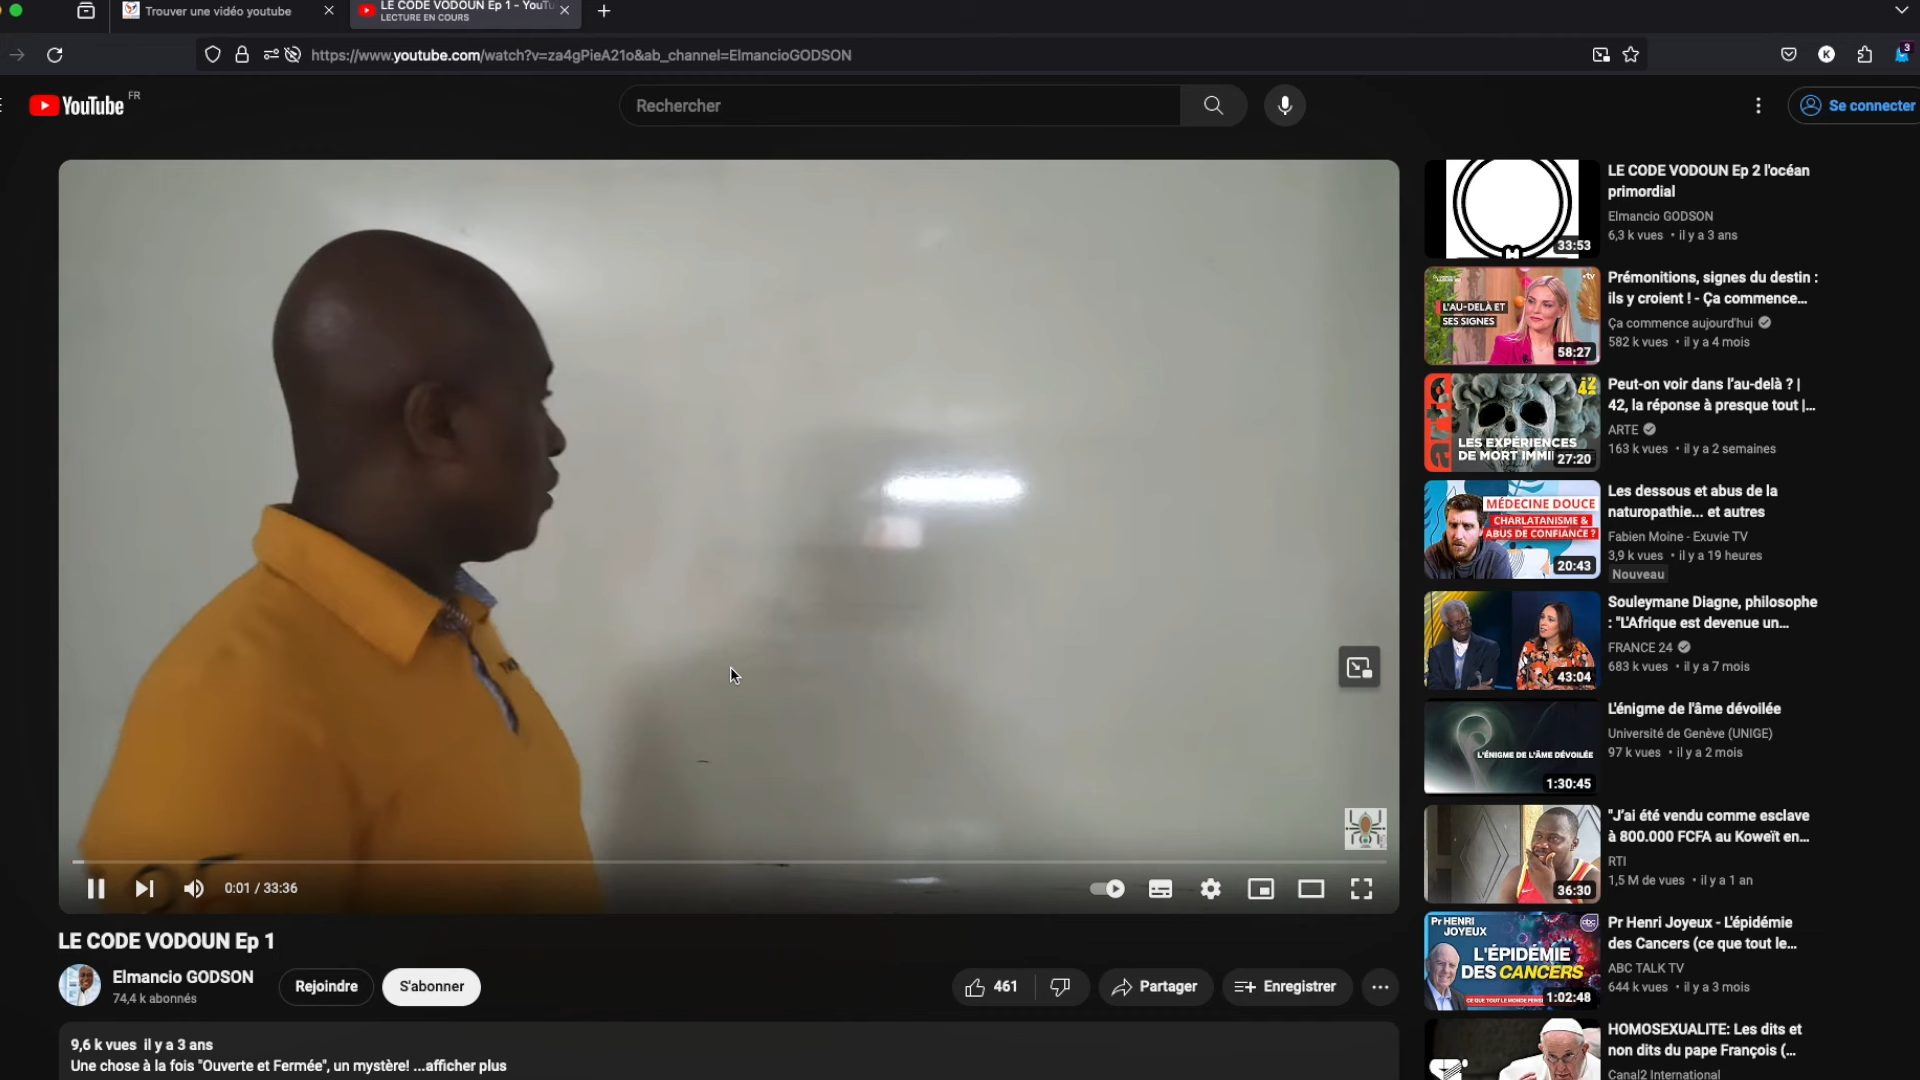 Trouver une vidéo youtube
LE CODE VODOUN Ep 1 - YouTu
LECTURE EN COURS
https://www.youtube.com/watch?v=za4gPieA21o&ab_channel=ElmancioGODSON
K
3
YouTube FR
Rechercher
Se connecter
0:01 / 33:36
LE CODE VODOUN Ep 1
Elmancio GODSON
74,4 k abonnés
Rejoindre
S'abonner
461
Partager
Enregistrer
9,6 k vues il y a 3 ans
Une chose à la fois "Ouverte et Fermée", un mystère! ...afficher plus
33:53
LE CODE VODOUN Ep 2 l'océan
primordial
Elmancio GODSON
6,3 k vues • il y a 3 ans
L'AU-DELÀ ET
SES SIGNES
58:27
Prémonitions, signes du destin :
ils y croient ! - Ça commence...
Ça commence aujourd'hui
582 k vues • il y a 4 mois
arte
42
LES EXPÉRIENCES
DE MORT IMMI
27:20
Peut-on voir dans l'au-delà ? |
42, la réponse à presque tout |...
ARTE
163 k vues • il y a 2 semaines
MÉDECINE DOUCE
CHARLATANISME &
ABUS DE CONFIANCE ?
20:43
Les dessous et abus de la
naturopathie... et autres
Fabien Moine - Exuvie TV
3,9 k vues • il y a 19 heures
Nouveau
43:04
Souleymane Diagne, philosophe
: "L'Afrique est devenue un...
FRANCE 24
683 k vues • il y a 7 mois
L'ÉNIGME DE L'ÂME DÉVOILÉE
1:30:45
L'énigme de l'âme dévoilée
Université de Genève (UNIGE)
97 k vues • il y a 2 mois
36:30
"J'ai été vendu comme esclave
à 800.000 FCFA au Koweït en...
RTI
1,5 M de vues • il y a 1 an
Pr HENRI
JOYEUX
abc
L'ÉPIDÉMIE
DES CANCERS
1:02:48
Pr Henri Joyeux - L'épidémie
des Cancers (ce que tout le...
ABC TALK TV
644 k vues • il y a 3 mois
HOMOSEXUALITE: Les dits et
non dits du pape François (...
Canal2 International